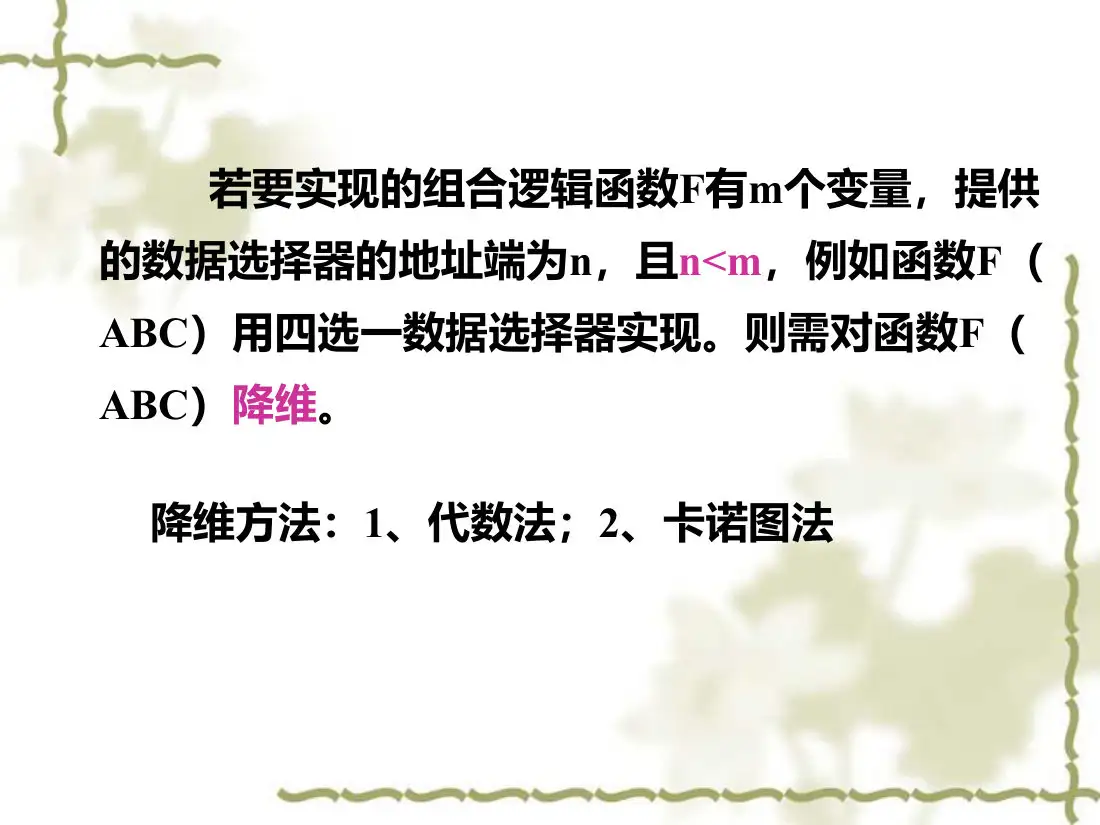 若要实现的组合逻辑函数F有m个变量，提供
的数据选择器的地址端为n，且n<m，例如函数F（
ABC）用四选一数据选择器实现。则需对函数F（
ABC）降维。
降维方法：1、代数法；2、卡诺图法